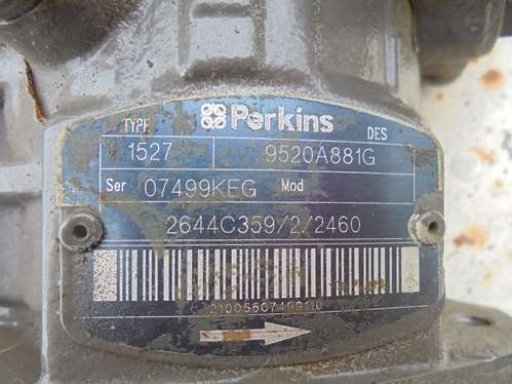 Perkins
TYPE DES
1527 9520A881G
Ser 07499KEG Mod
2644C359/2/2460